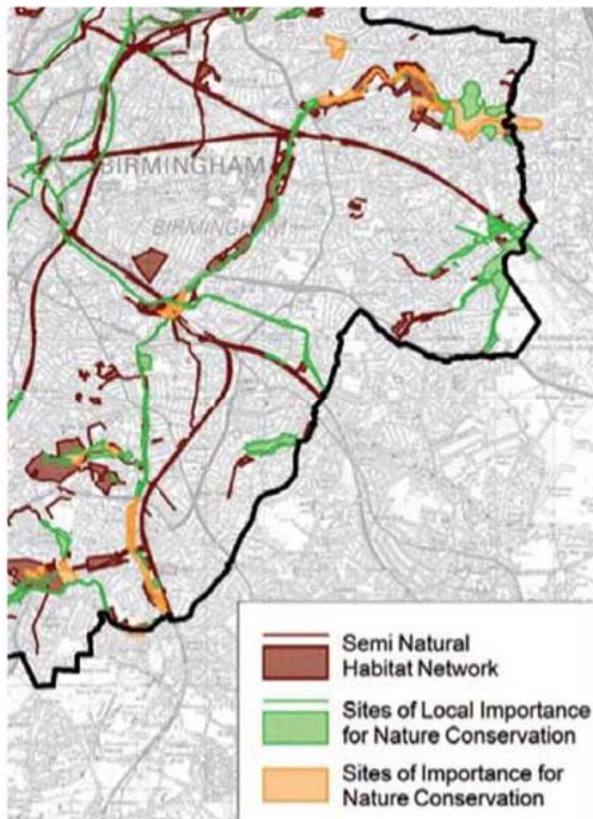 BIRMINGHAM
BIRMINGHAM
Semi Natural
Habitat Network
Sites of Local Importance
for Nature Conservation
Sites of Importance for
Nature Conservation